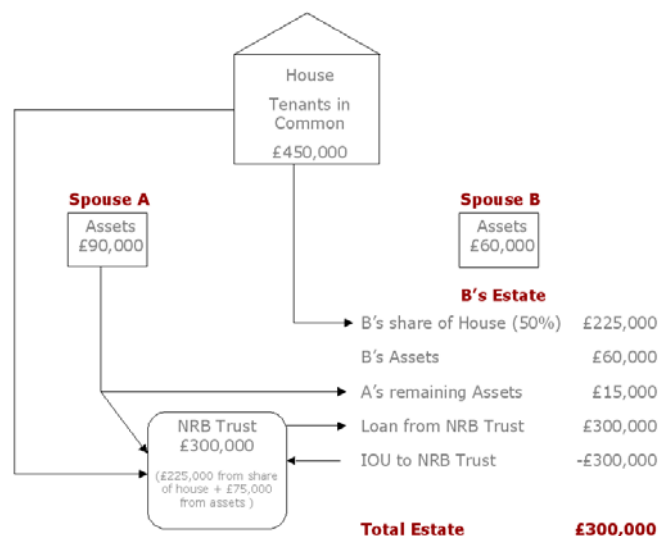 House
Tenants in
Common
£450,000
Spouse A
Assets
£90,000
Spouse B
Assets
£60,000
B's Estate
B's share of House (50%) £225,000
B's Assets £60,000
A's remaining Assets £15,000
Loan from NRB Trust £300,000
IOU to NRB Trust -£300,000
Total Estate £300,000
NRB Trust
£300,000
(£225,000 from share
of house + £75,000
from assets )